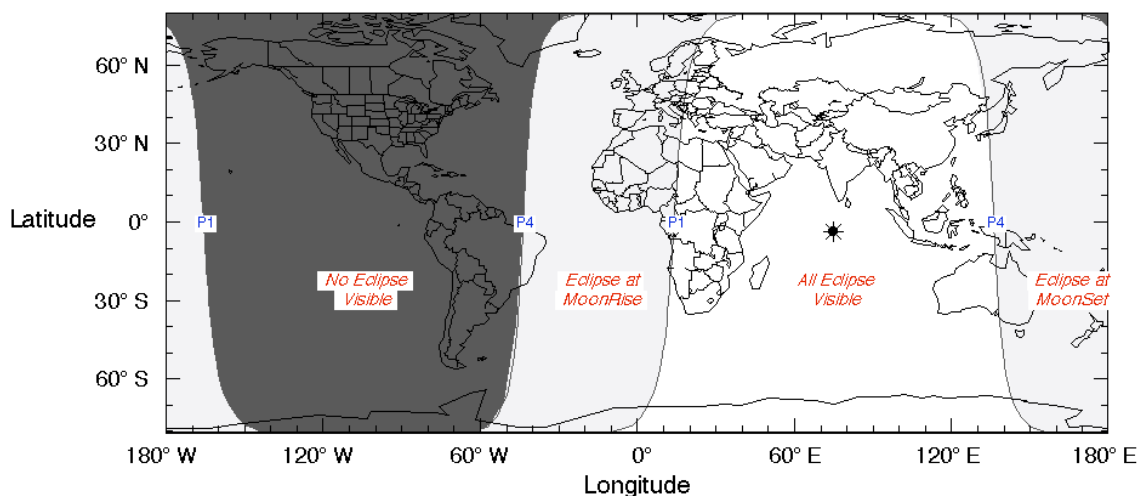 60° N
30° N
Latitude
0°
P1
P4
P1
P4
No Eclipse
Visible
Eclipse at
MoonRise
All Eclipse
Visible
Eclipse at
MoonSet
30° S
60° S
180° W
120° W
60° W
0°
60° E
120° E
180° E
Longitude